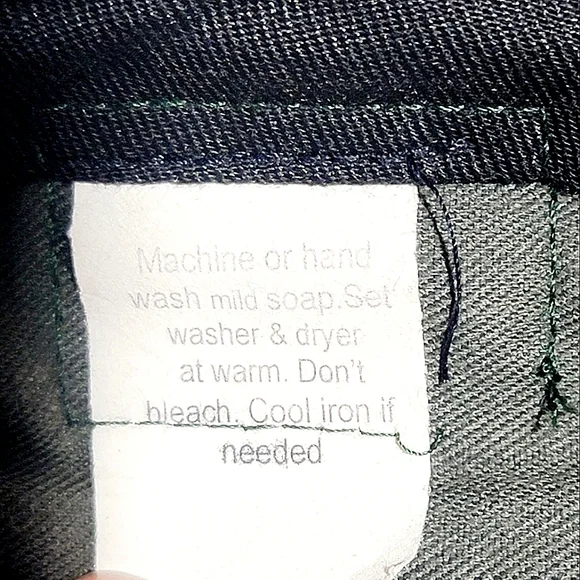 Machine or hand
wash mild soap.Set
washer & dryer
at warm. Don't
bleach. Cool iron if
needed